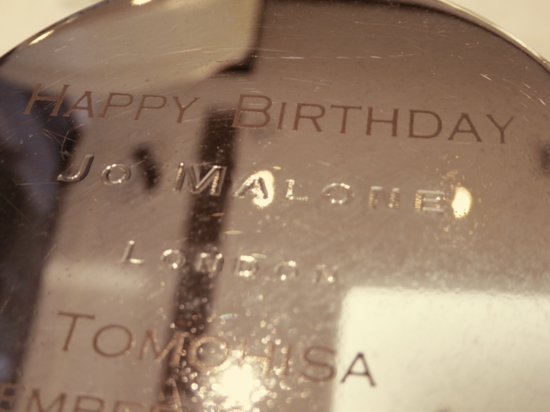 HAPPY BIRTHDAY
JO MALONE
LONDON
TOMOHISA